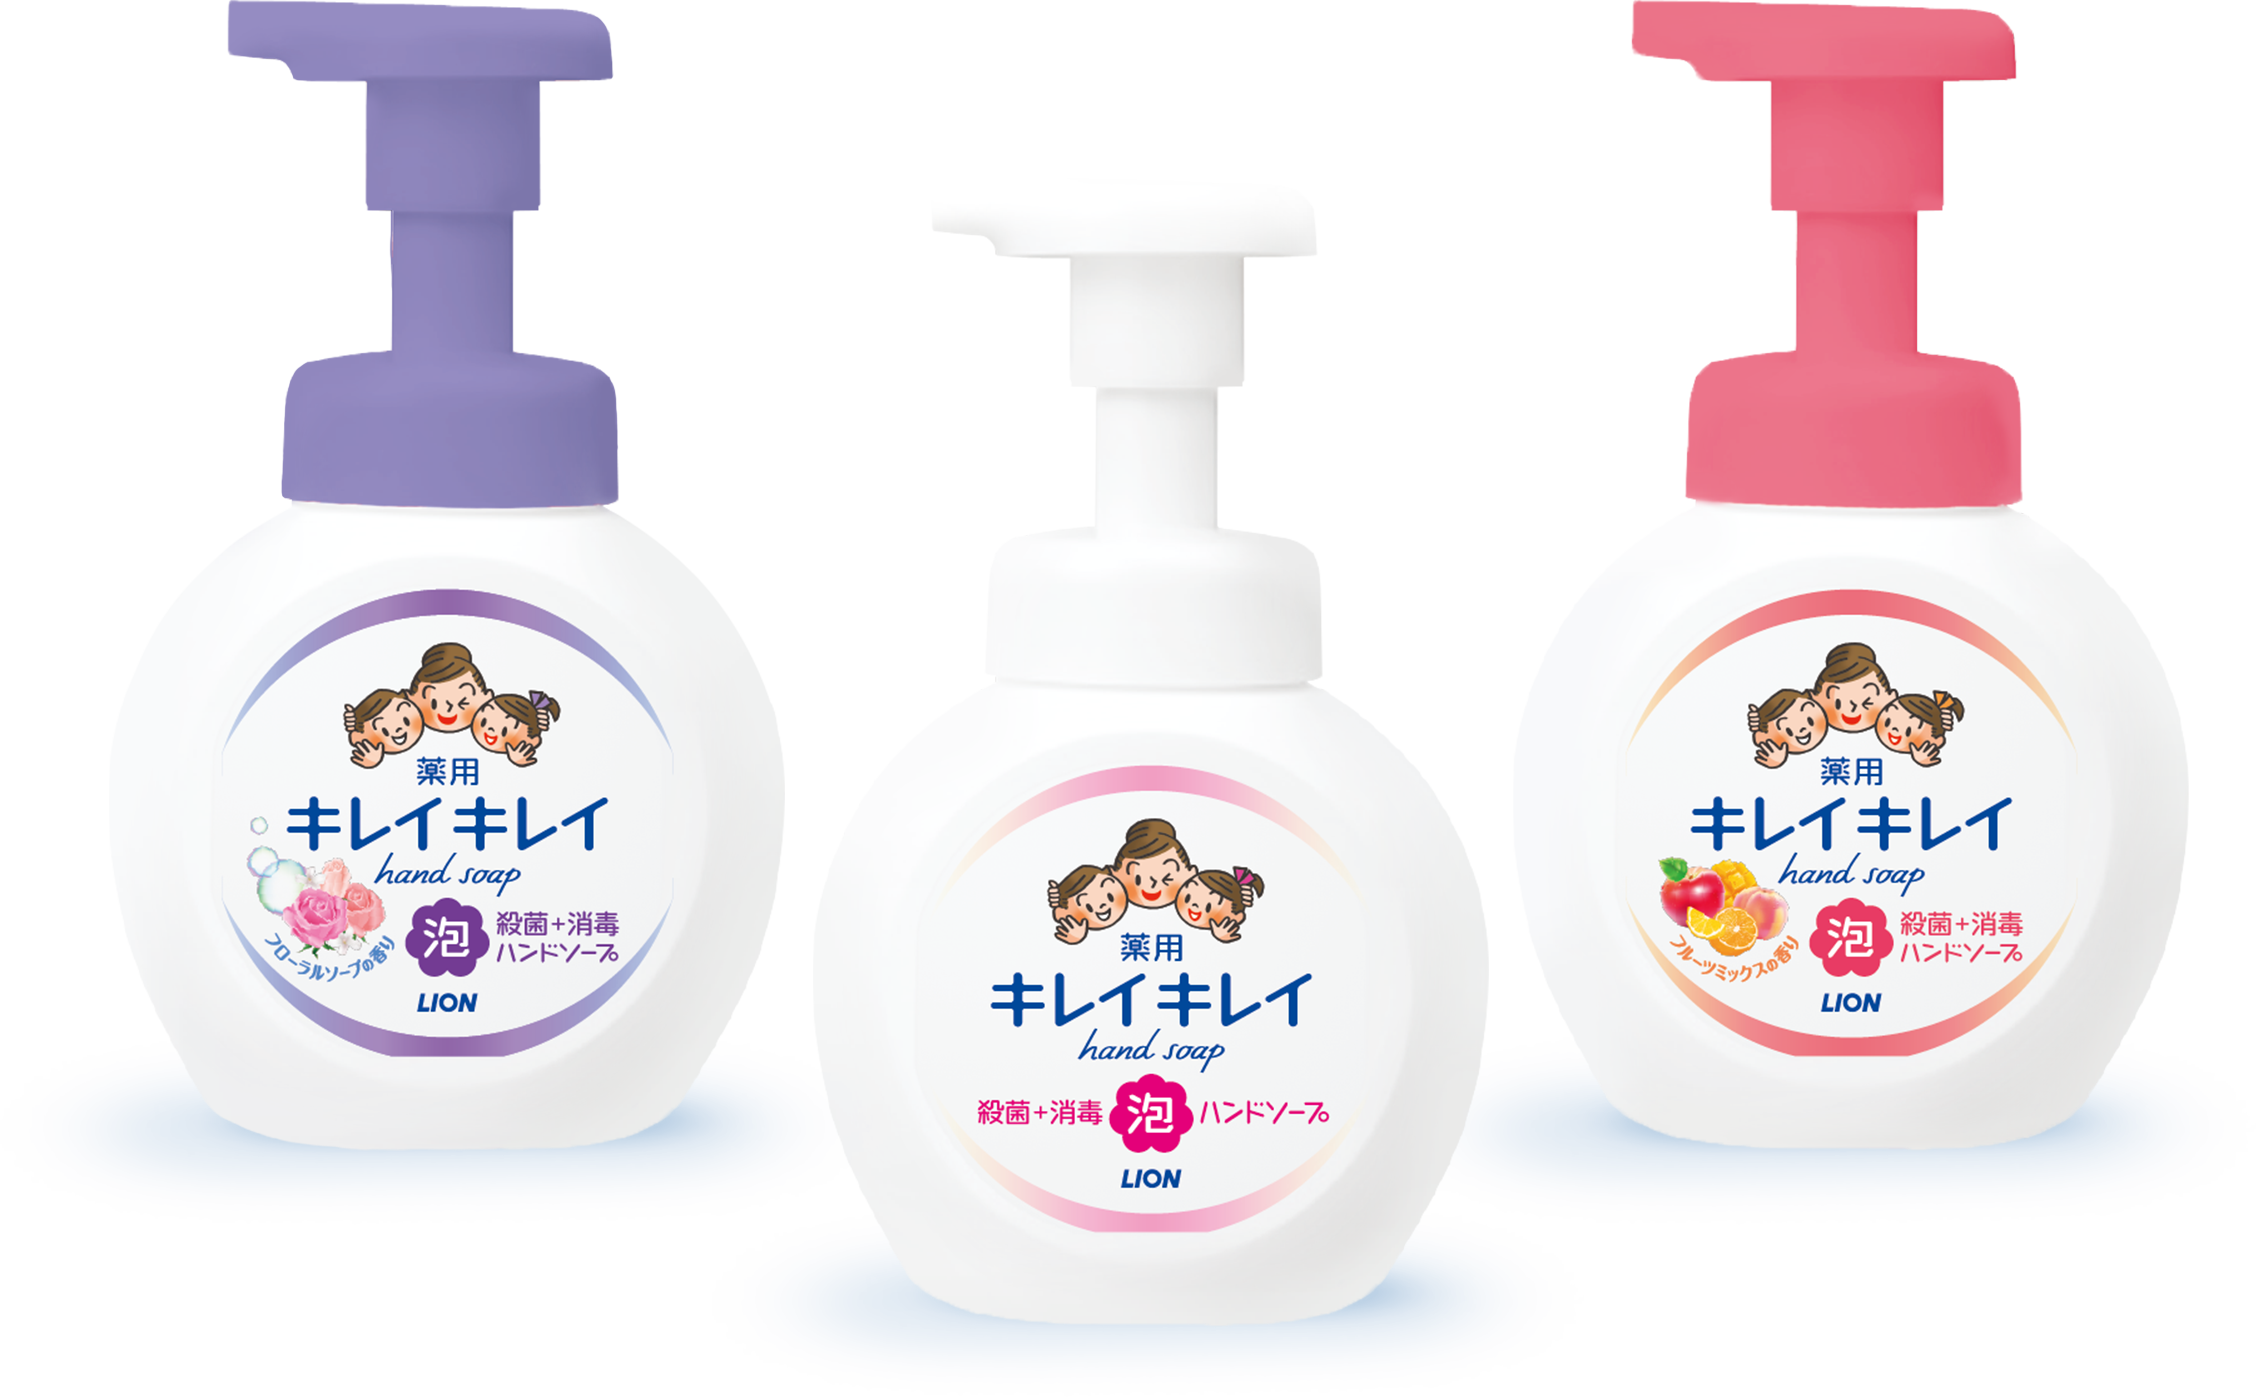 薬用
キレイキレイ
hand soap
フローラルソープの香り
泡
殺菌+消毒
ハンドソープ
LION
薬用
キレイキレイ
hand soap
殺菌+消毒 泡 ハンドソープ
LION
薬用
キレイキレイ
hand soap
フルーツミックスの香り
泡
殺菌+消毒
ハンドソープ
LION